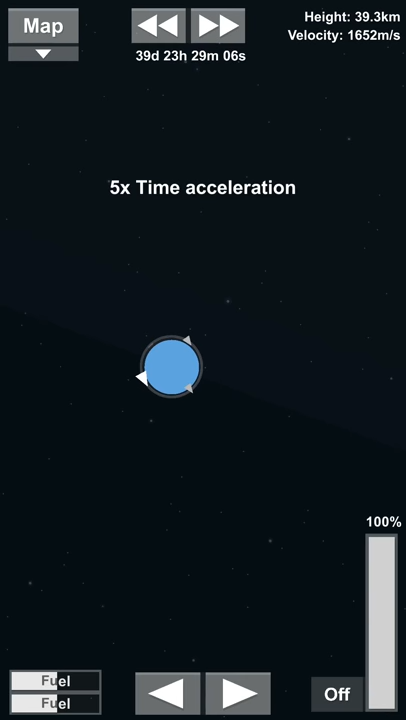 Map
39d 23h 29m 06s
Height: 39.3km
Velocity: 1652m/s
5x Time acceleration
100%
Fuel
Fuel
Off